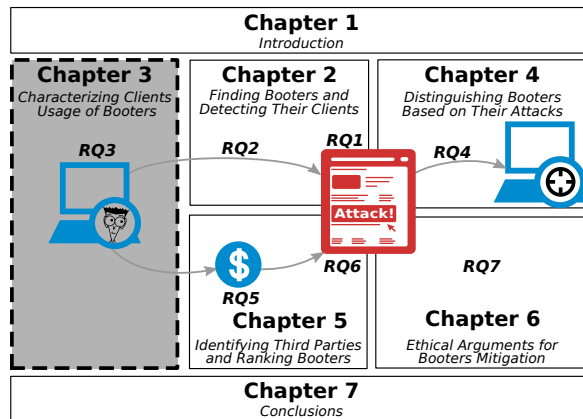 Chapter 1
Introduction
Chapter 3
Characterizing Clients
Usage of Booters
RQ3
Chapter 2
Finding Booters and
Detecting Their Clients
RQ2
RQ1
Chapter 4
Distinguishing Booters
Based on Their Attacks
RQ4
Attack!
$
RQ5
RQ6
Chapter 5
Identifying Third Parties
and Ranking Booters
RQ7
Chapter 6
Ethical Arguments for
Booters Mitigation
Chapter 7
Conclusions